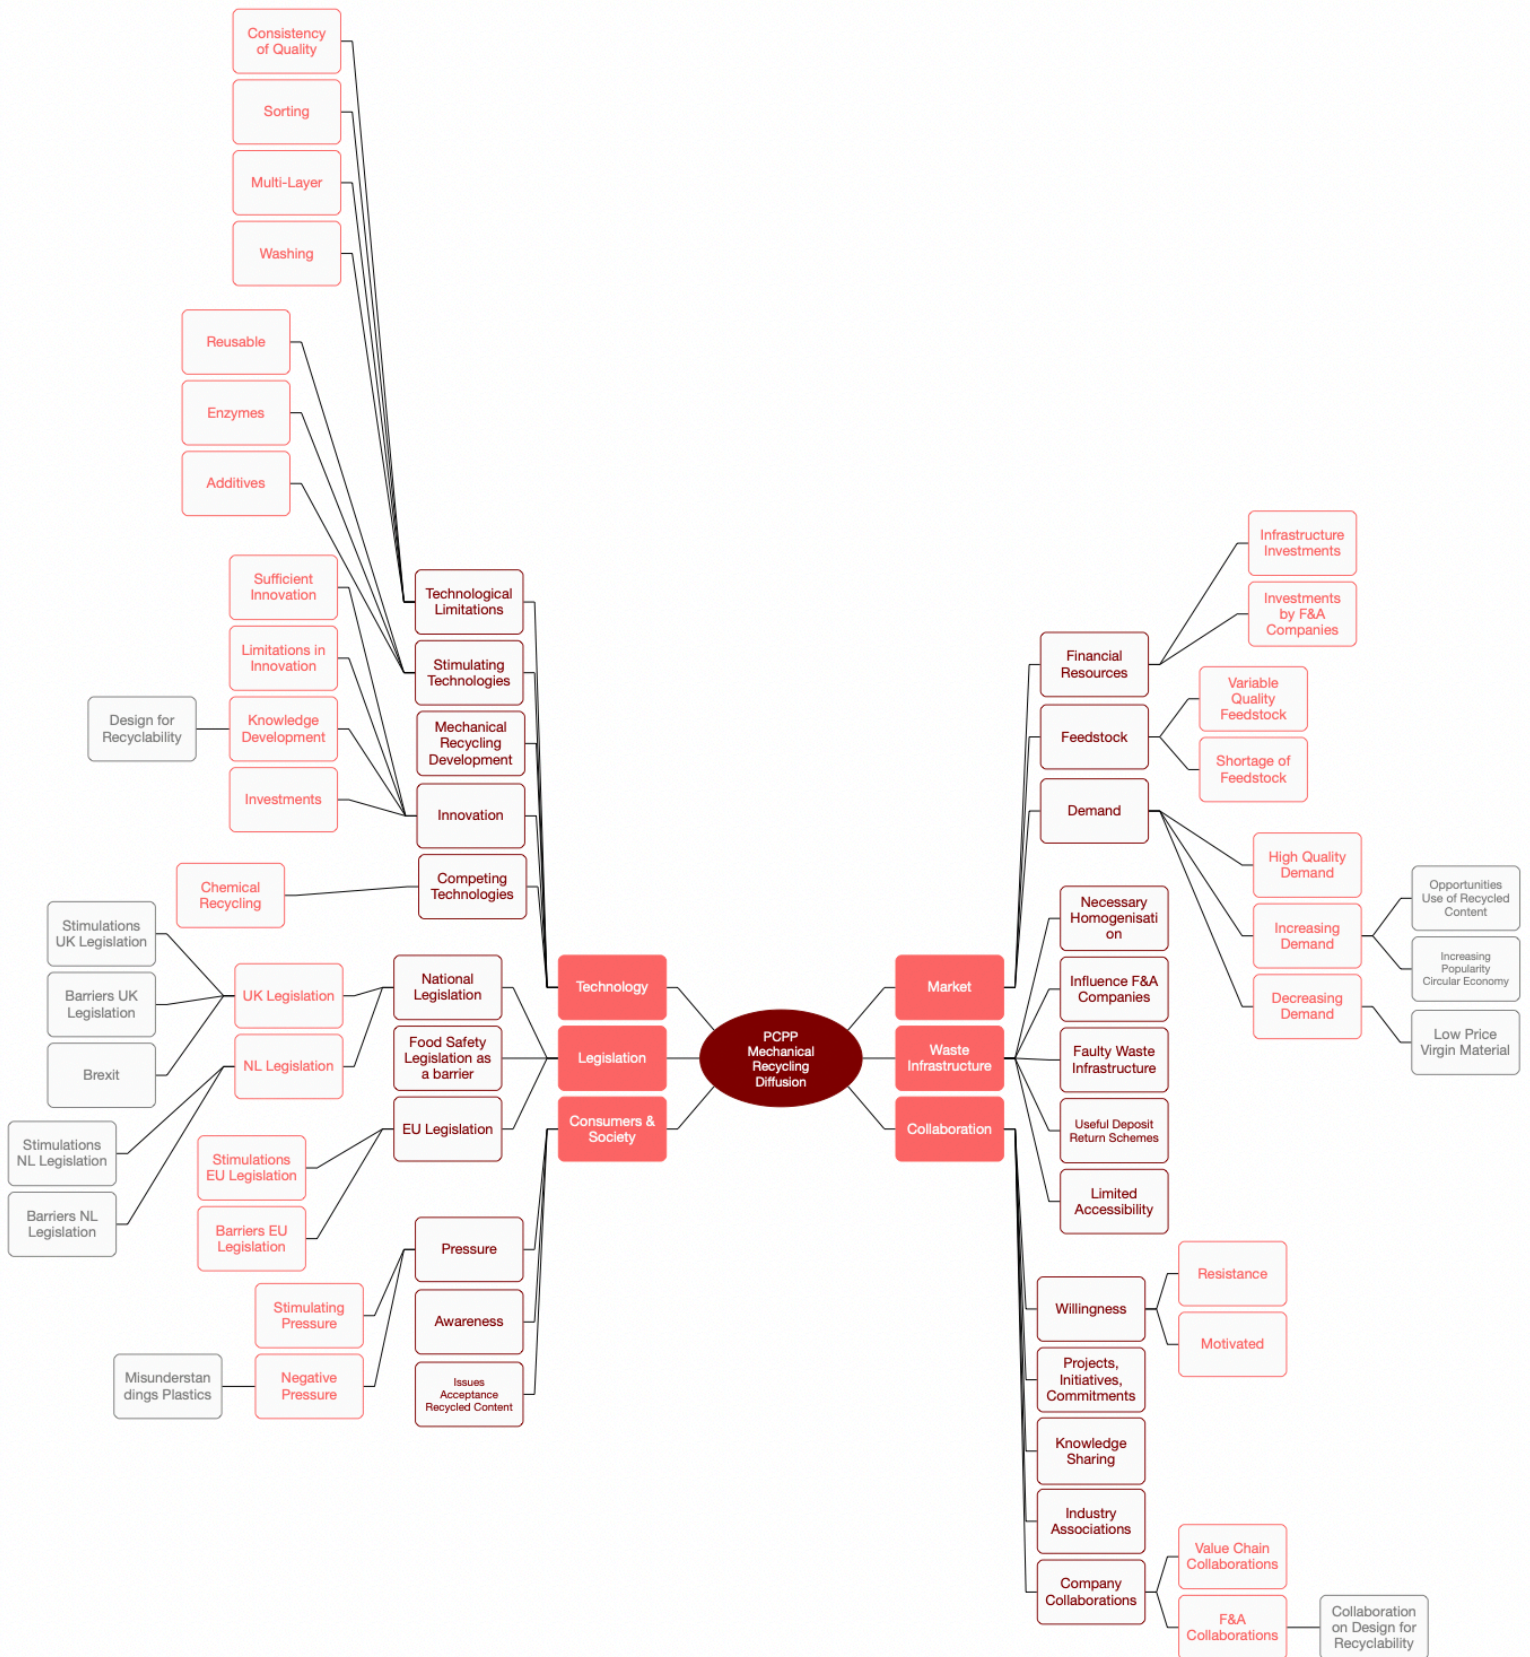 Consistency
of Quality
Sorting
Multi-Layer
Washing
Reusable
Enzymes
Additives
Sufficient
Innovation
Limitations in
Innovation
Design for
Recyclability
Knowledge
Development
Investments
Chemical
Recycling
Technological
Limitations
Stimulating
Technologies
Mechanical
Recycling
Development
Innovation
Competing
Technologies
Stimulations
UK Legislation
Barriers UK
Legislation
Brexit
UK Legislation
NL Legislation
Stimulations
NL Legislation
Barriers NL
Legislation
National
Legislation
Food Safety
Legislation as
a barrier
EU Legislation
Stimulations
EU Legislation
Barriers EU
Legislation
Technology
Legislation
Consumers &
Society
Pressure
Awareness
Issues
Acceptance
Recycled Content
Stimulating
Pressure
Negative
Pressure
Misunderstan
dings Plastics
PCPP
Mechanical
Recycling
Diffusion
Market
Waste
Infrastructure
Collaboration
Financial
Resources
Feedstock
Demand
Infrastructure
Investments
Investments
by F&A
Companies
Variable
Quality
Feedstock
Shortage of
Feedstock
High Quality
Demand
Increasing
Demand
Decreasing
Demand
Opportunities
Use of Recycled
Content
Increasing
Popularity
Circular Economy
Low Price
Virgin Material
Necessary
Homogenisati
on
Influence F&A
Companies
Faulty Waste
Infrastructure
Useful Deposit
Return Schemes
Limited
Accessibility
Willingness
Resistance
Motivated
Projects,
Initiatives,
Commitments
Knowledge
Sharing
Industry
Associations
Company
Collaborations
Value Chain
Collaborations
F&A
Collaborations
Collaboration
on Design for
Recyclability